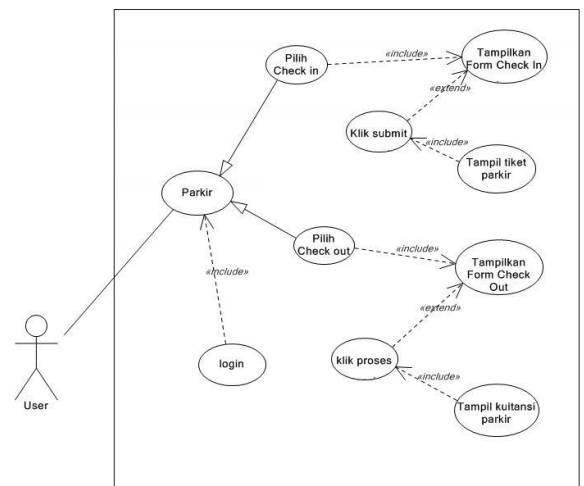 Pilih
Check in
«include»
Tampilkan
Form Check In
«extend»
Klik submit
«include»
Tampil tiket
parkir
Parkir
Pilih
Check out
«include»
Tampilkan
Form Check
Out
«include»
«extend»
login
klik proses
«include»
Tampil kuitansi
parkir
User